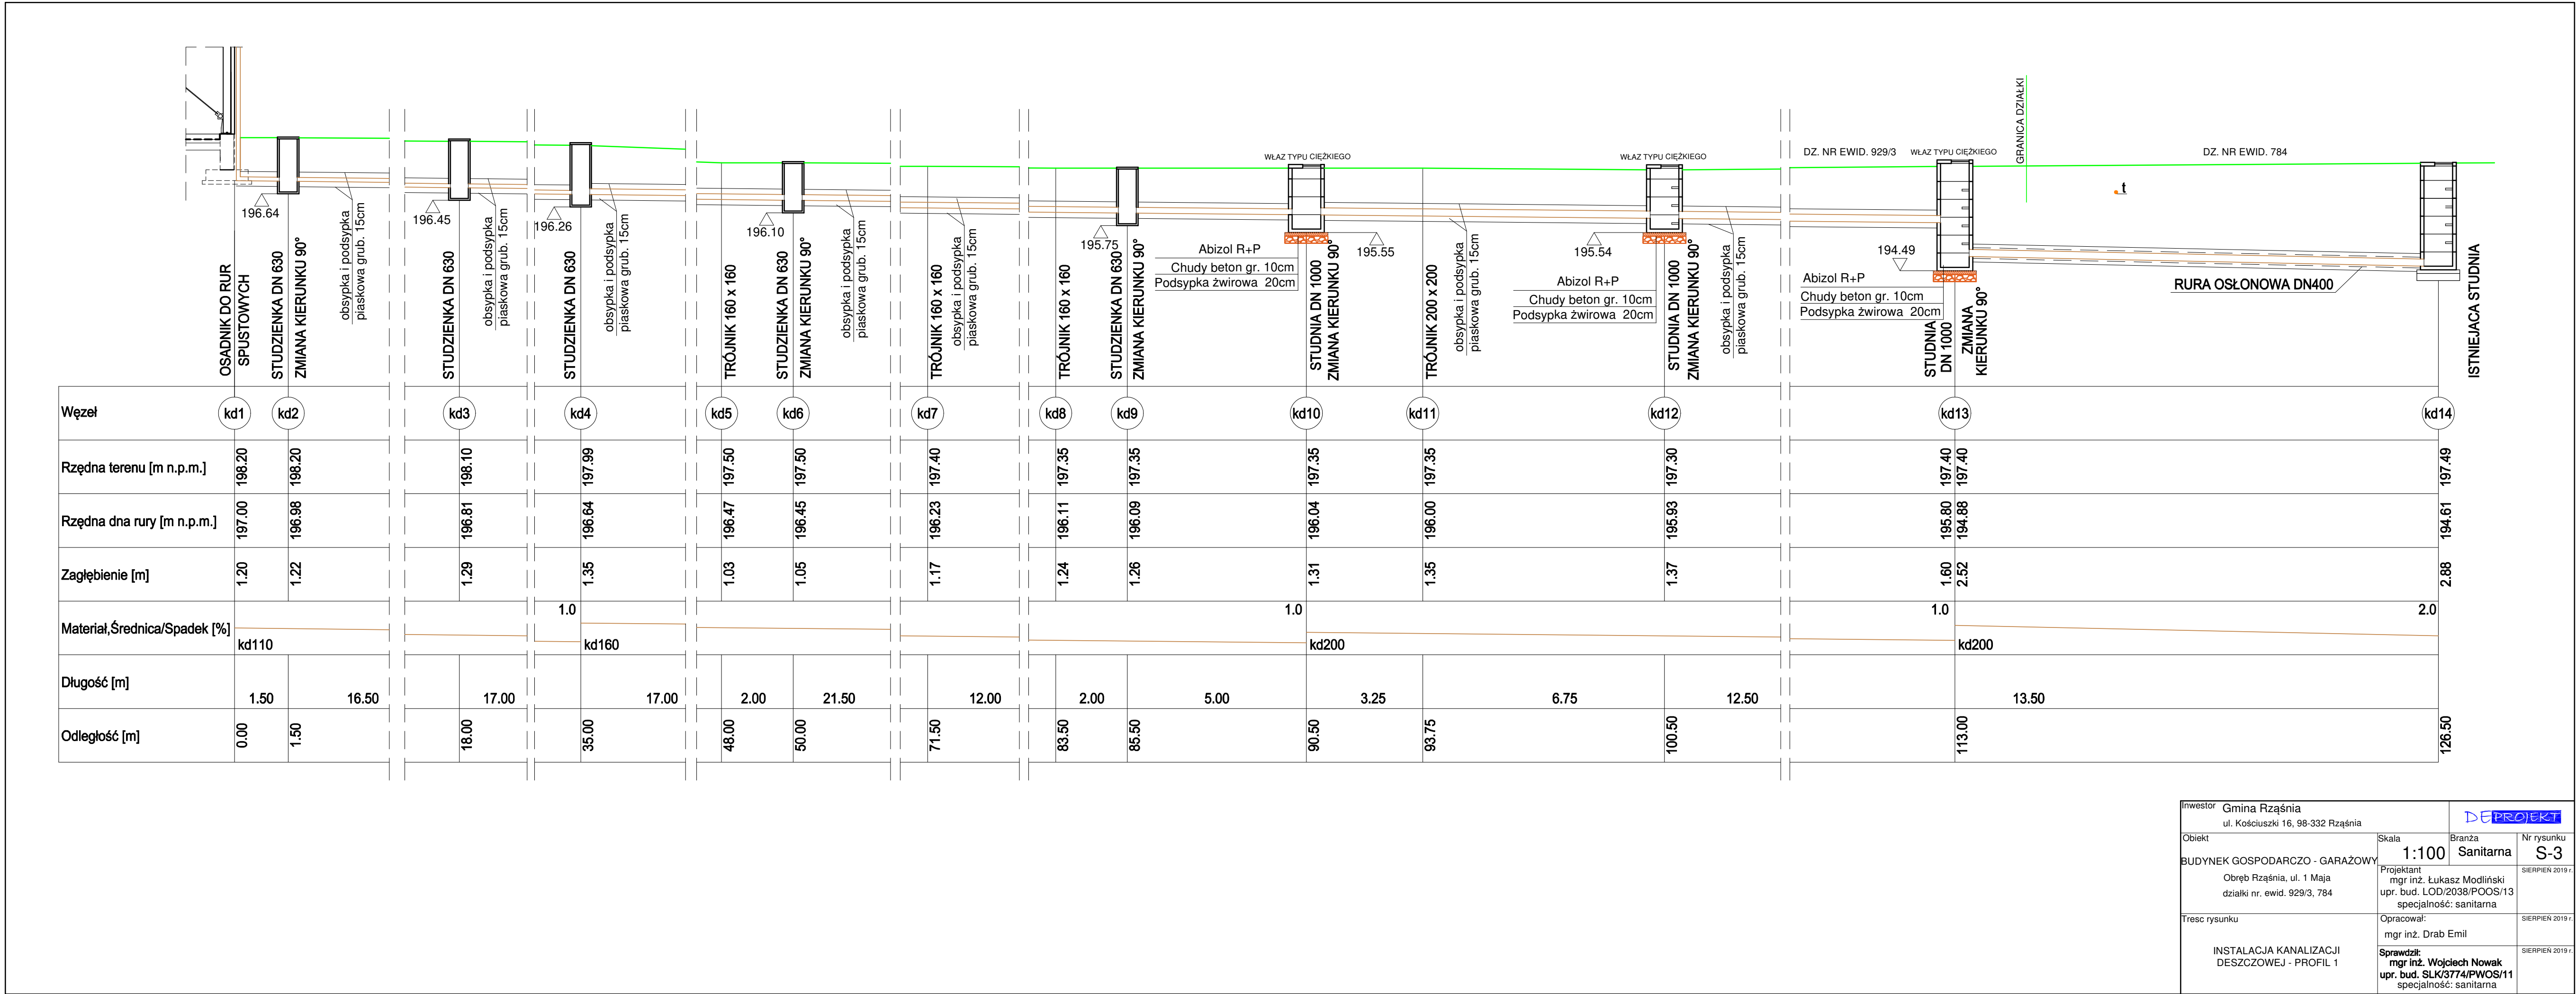 GRANICA DZIAŁKI
WŁAZ TYPU CIĘŻKIEGO
WŁAZ TYPU CIĘŻKIEGO
DZ. NR EWID. 929/3
WŁAZ TYPU CIĘŻKIEGO
DZ. NR EWID. 784
t
196.64
196.45
196.26
196.10
195.75
195.55
195.54
194.49
obsypka i podsypka
piaskowa grub. 15cm
obsypka i podsypka
piaskowa grub. 15cm
obsypka i podsypka
piaskowa grub. 15cm
obsypka i podsypka
piaskowa grub. 15cm
obsypka i podsypka
piaskowa grub. 15cm
Abizol R+P
Chudy beton gr. 10cm
Podsypka żwirowa 20cm
obsypka i podsypka
piaskowa grub. 15cm
Abizol R+P
Chudy beton gr. 10cm
Podsypka żwirowa 20cm
obsypka i podsypka
piaskowa grub. 15cm
Abizol R+P
Chudy beton gr. 10cm
Podsypka żwirowa 20cm
RURA OSŁONOWA DN400
OSADNIK DO RUR
SPUSTOWYCH
STUDZIENKA DN 630
ZMIANA KIERUNKU 90°
STUDZIENKA DN 630
STUDZIENKA DN 630
TRÓJNIK 160 x 160
STUDZIENKA DN 630
ZMIANA KIERUNKU 90°
TRÓJNIK 160 x 160
TRÓJNIK 160 x 160
STUDZIENKA DN 630
ZMIANA KIERUNKU 90°
STUDNIA DN 1000
ZMIANA KIERUNKU 90°
TRÓJNIK 200 x 200
STUDNIA DN 1000
ZMIANA KIERUNKU 90°
STUDNIA
DN 1000
ZMIANA
KIERUNKU 90°
ISTNIEJACA STUDNIA
Węzeł kd1 kd2 kd3 kd4 kd5 kd6 kd7 kd8 kd9 kd10 kd11 kd12 kd13 kd14
Rzędna terenu [m n.p.m.] 198.20 198.20 198.10 197.99 197.50 197.50 197.40 197.35 197.35 197.35 197.35 197.30 197.40 197.40 197.49
Rzędna dna rury [m n.p.m.] 197.00 196.98 196.81 196.64 196.47 196.45 196.23 196.11 196.09 196.04 196.00 195.93 195.80 194.88 194.61
Zagłębienie [m] 1.20 1.22 1.29 1.35 1.03 1.05 1.17 1.24 1.26 1.31 1.35 1.37 1.60 2.52 2.88
1.0 1.0 1.0 2.0
Materiał,Średnica/Spadek [%]
kd110 kd160 kd200 kd200
Długość [m]
1.50 16.50 17.00 17.00 2.00 21.50 12.00 2.00 5.00 3.25 6.75 12.50 13.50
Odległość [m] 0.00 1.50 18.00 35.00 48.00 50.00 71.50 83.50 85.50 90.50 93.75 100.50 113.00 126.50
Inwestor Gmina Rząśnia
ul. Kościuszki 16, 98-332 Rząśnia
DEPROJEKT
Obiekt
BUDYNEK GOSPODARCZO - GARAŻOWY
Obręb Rząśnia, ul. 1 Maja
działki nr. ewid. 929/3, 784
Skala
1:100
Branża
Sanitarna
Nr rysunku
S-3
Projektant
mgr inż. Łukasz Modliński
upr. bud. LOD/2038/POOS/13
specjalność: sanitarna
SIERPIEŃ 2019 r.
Tresc rysunku
INSTALACJA KANALIZACJI
DESZCZOWEJ - PROFIL 1
Opracował:
mgr inż. Drab Emil
SIERPIEŃ 2019 r.
Sprawdził:
mgr inż. Wojciech Nowak
upr. bud. SLK/3774/PWOS/11
specjalność: sanitarna
SIERPIEŃ 2019 r.